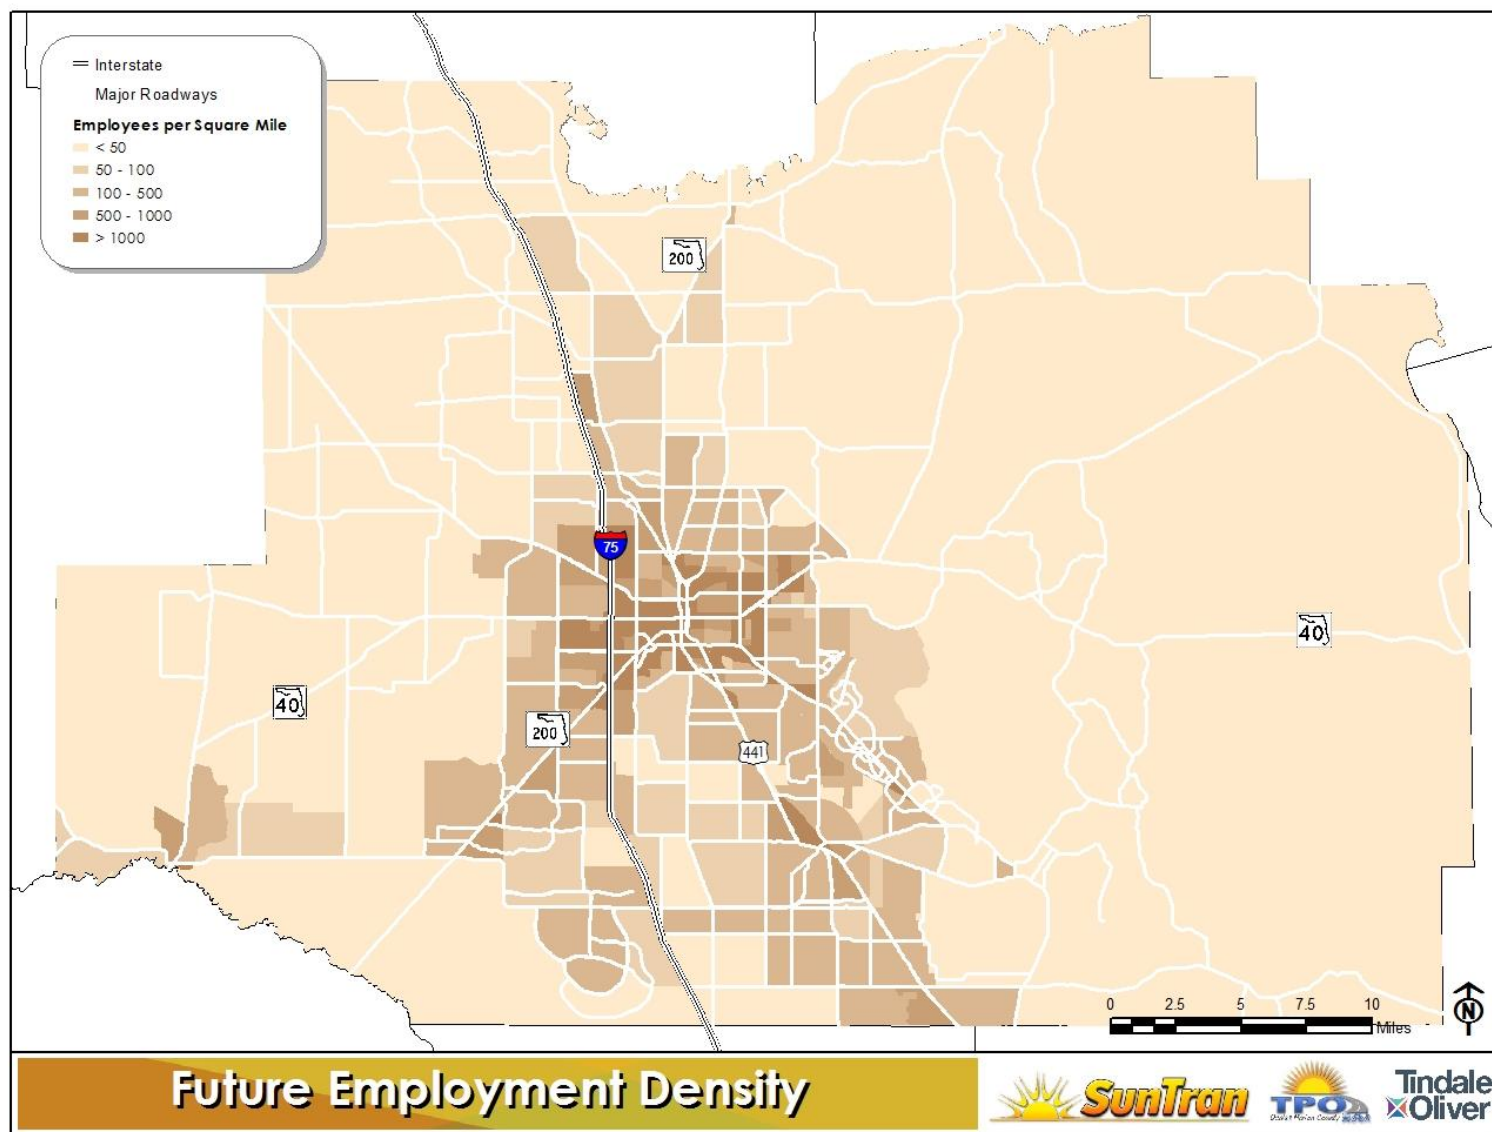 Interstate
Major Roadways
Employees per Square Mile
< 50
50 - 100
100 - 500
500 - 1000
> 1000
200
75
40
40
200
441
0 2.5 5 7.5 10
Miles
N
Future Employment Density
SunTran
TPO
Tindale
Oliver